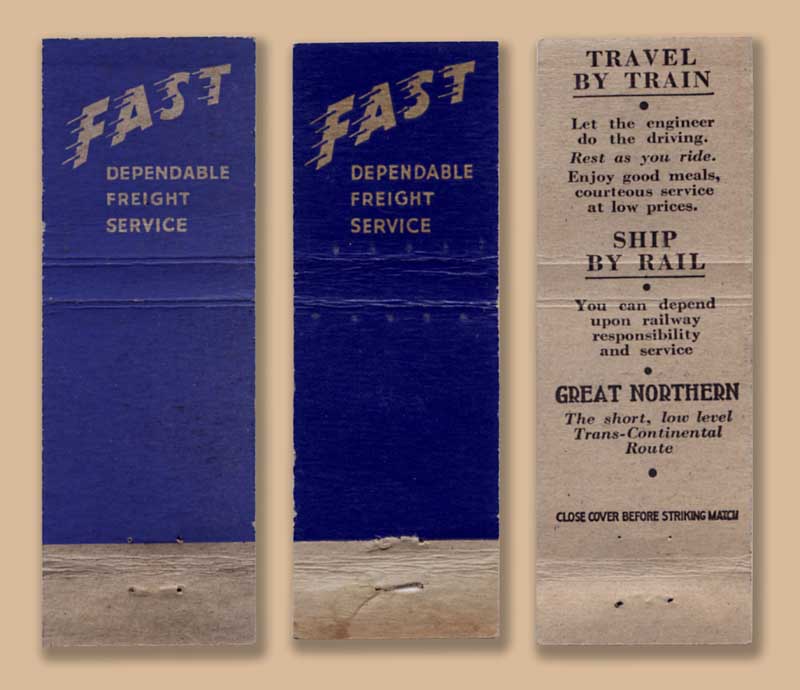 FAST
DEPENDABLE
FREIGHT
SERVICE
FAST
DEPENDABLE
FREIGHT
SERVICE
TRAVEL
BY TRAIN
Let the engineer
do the driving.
Rest as you ride.
Enjoy good meals,
courteous service
at low prices.
SHIP
BY RAIL
You can depend
upon railway
responsibility
and service
GREAT NORTHERN
The short, low level
Trans-Continental
Route
CLOSE COVER BEFORE STRIKING MATCH